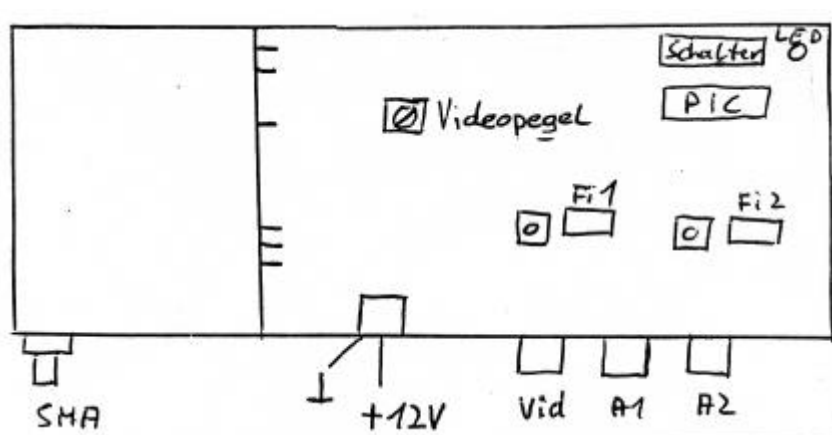 LED
Schalter
PIC
Videopegel
Fi1
Fi2
SMA
+12V
Vid
A1
A2